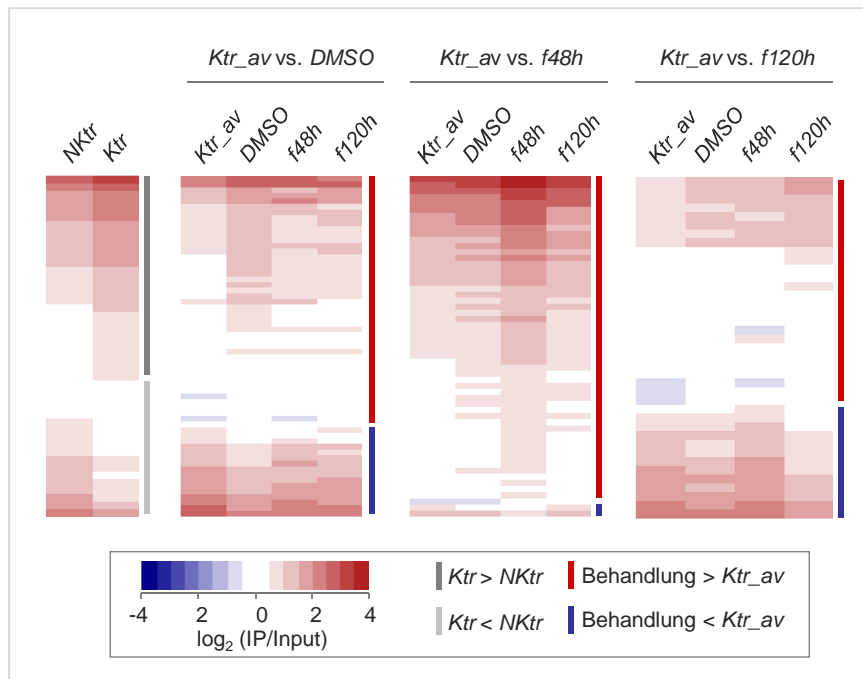 Ktr_av vs. DMSO Ktr_av vs. f48h Ktr_av vs. f120h
NKtr Ktr Ktr_av DMSO f48h f120h Ktr_av DMSO f48h f120h Ktr_av DMSO f48h f120h
Ktr > NKtr Behandlung > Ktr_av
-4 2 0 2 4
Ktr < NKtr Behandlung < Ktr_av
log₂ (IP/Input)